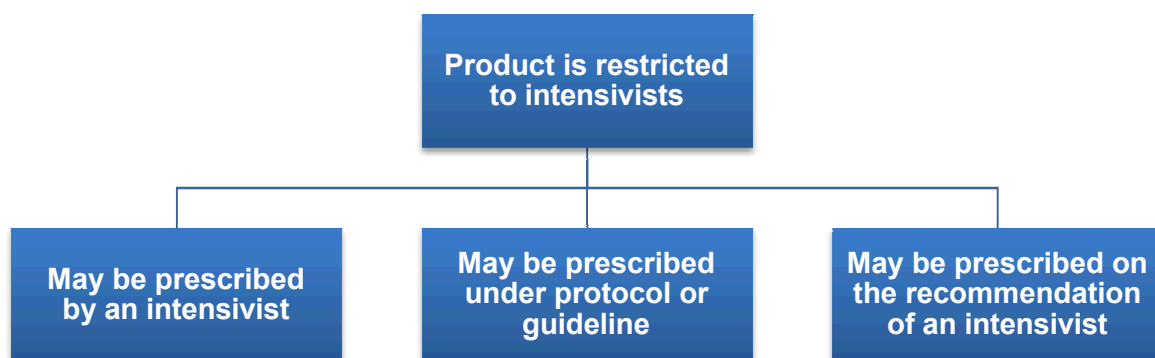 Product is restricted
to intensivists
May be prescribed
by an intensivist
May be prescribed
under protocol or
guideline
May be prescribed on
the recommendation
of an intensivist